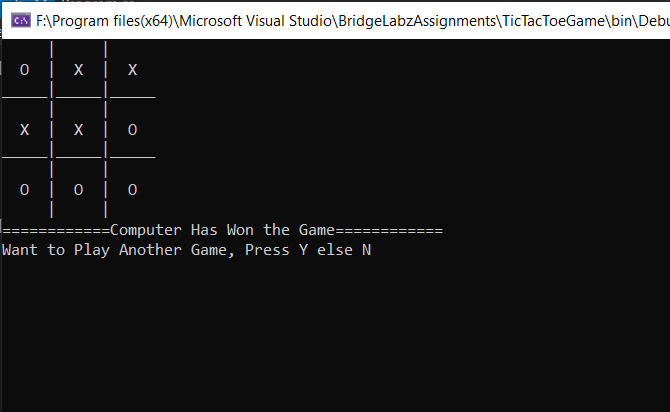 F:\Program files(x64)\Microsoft Visual Studio\BridgeLabzAssignments\TicTacToeGame\bin\Debu
O | X | X
X | X | O
O | O | O
============Computer Has Won the Game============
Want to Play Another Game, Press Y else N